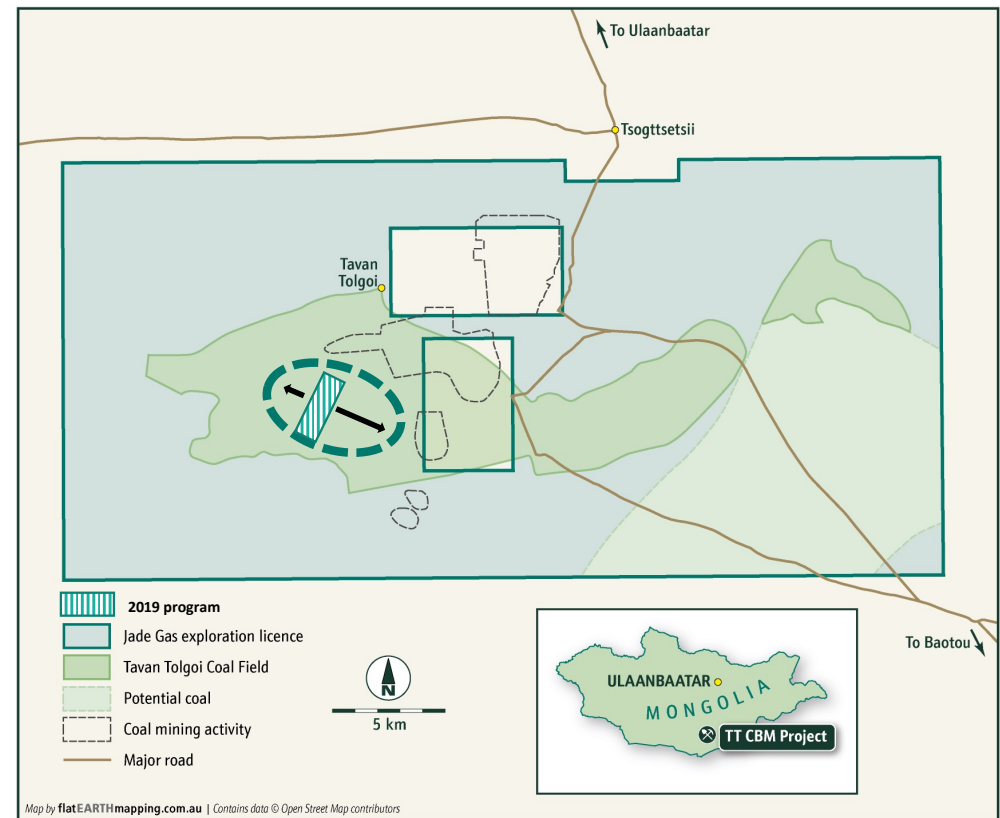 To Ulaanbaatar
Tsogttsetsii
Tavan
Tolgoi
2019 program
Jade Gas exploration licence
Tavan Tolgoi Coal Field
Potential coal
Coal mining activity
Major road
N
5 km
To Baotou
ULAANBAATAR
MONGOLIA
TT CBM Project
Map by flatEARTHmapping.com.au | Contains data © Open Street Map contributors